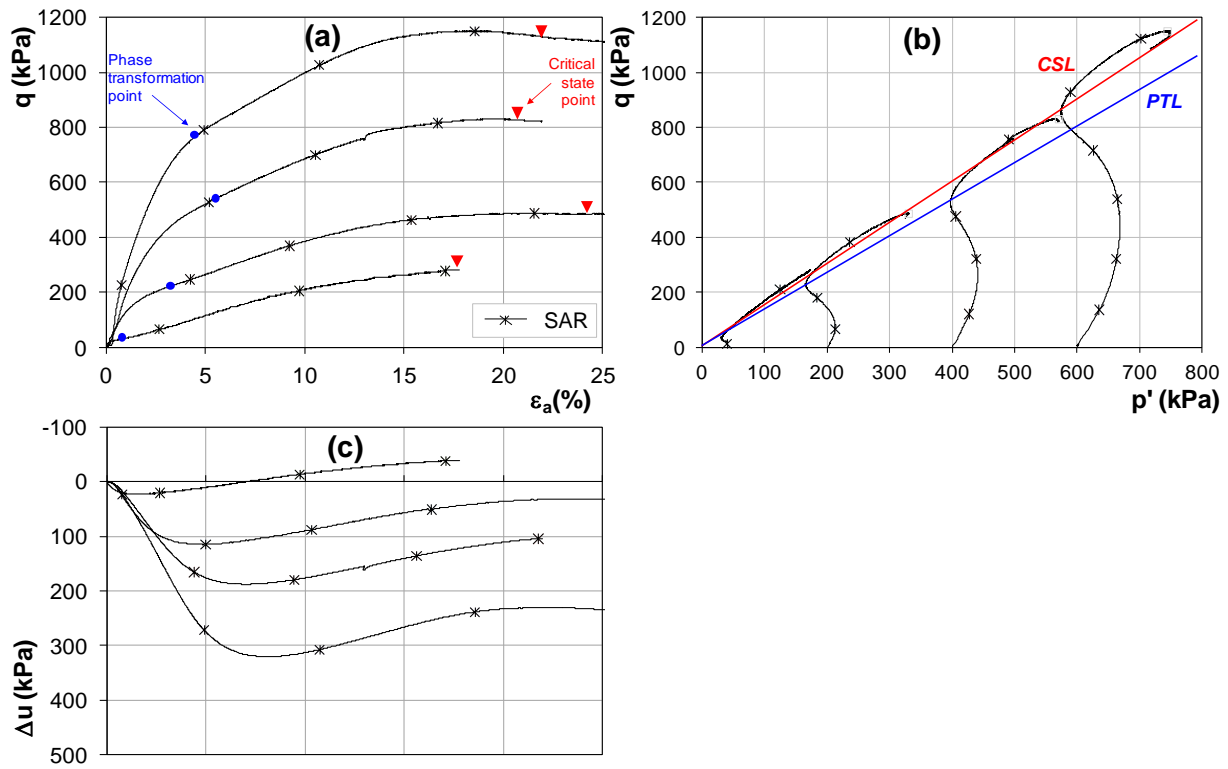 1200
1000
800
600
400
200
0
q (kPa)
(a)
Phase
transformation
point
Critical
state
point
SAR
0
5
10
15
20
25
εa(%)
1200
1000
800
600
400
200
0
q (kPa)
(b)
CSL
PTL
0
100
200
300
400
500
600
700
800
p' (kPa)
-100
0
100
200
300
400
500
Δu (kPa)
(c)